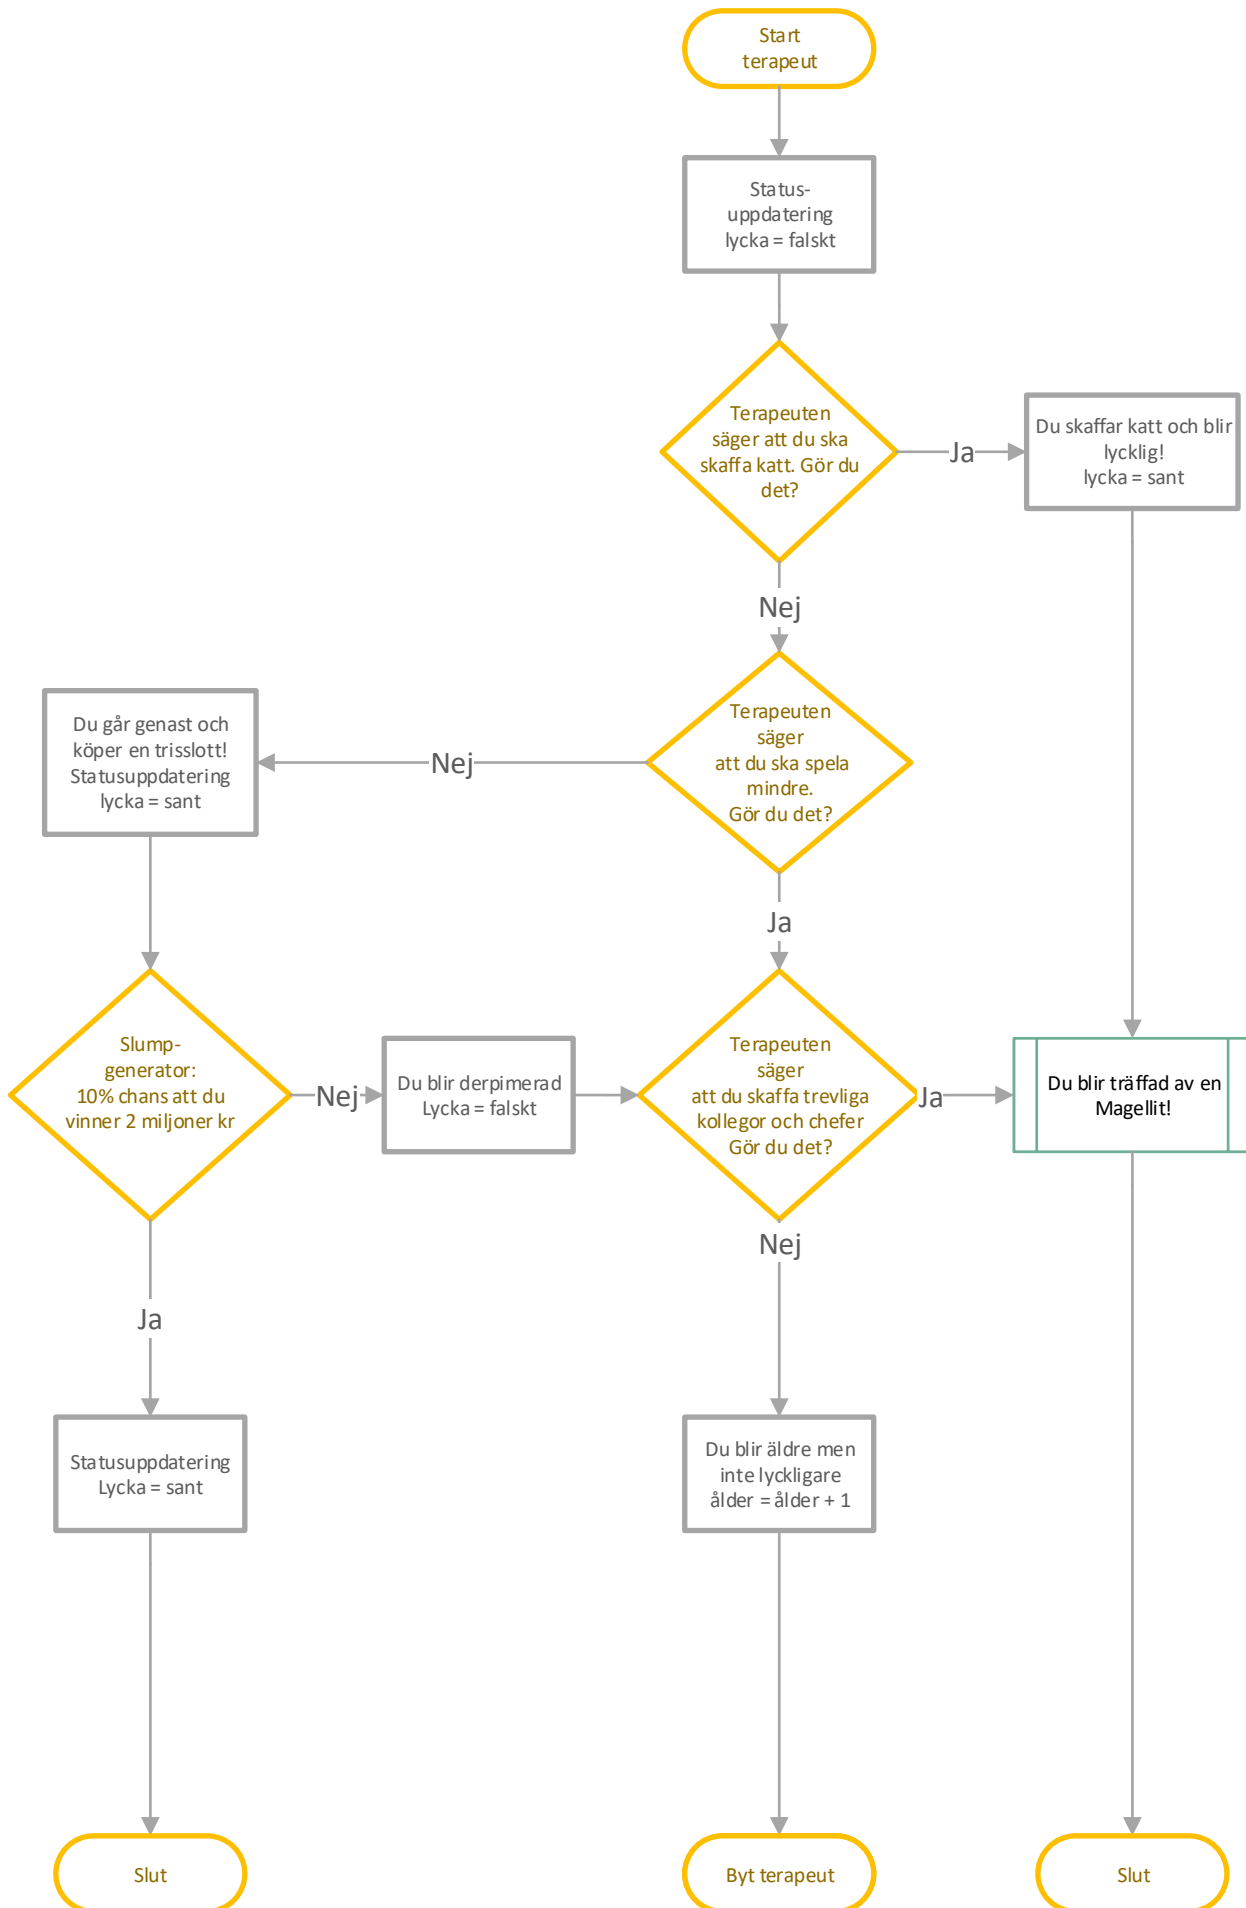 Start
terapeut
Status-
uppdatering
lycka = falskt
Terapeuten
säger att du ska
skaffa katt. Gör du
det?
Ja
Du skaffar katt och blir
lycklig!
lycka = sant
Nej
Terapeuten
säger
att du ska spela
mindre.
Gör du det?
Nej
Du går genast och
köper en trisslott!
Statusuppdatering
lycka = sant
Ja
Slump-
generator:
10% chans att du
vinner 2 miljoner kr
Nej
Du blir derpimerad
Lycka = falskt
Terapeuten
säger
att du skaffa trevliga
kollegor och chefer
Gör du det?
Ja
Du blir träffad av en
Magellit!
Nej
Ja
Statusuppdatering
Lycka = sant
Du blir äldre men
inte lyckligare
ålder = ålder + 1
Slut
Byt terapeut
Slut